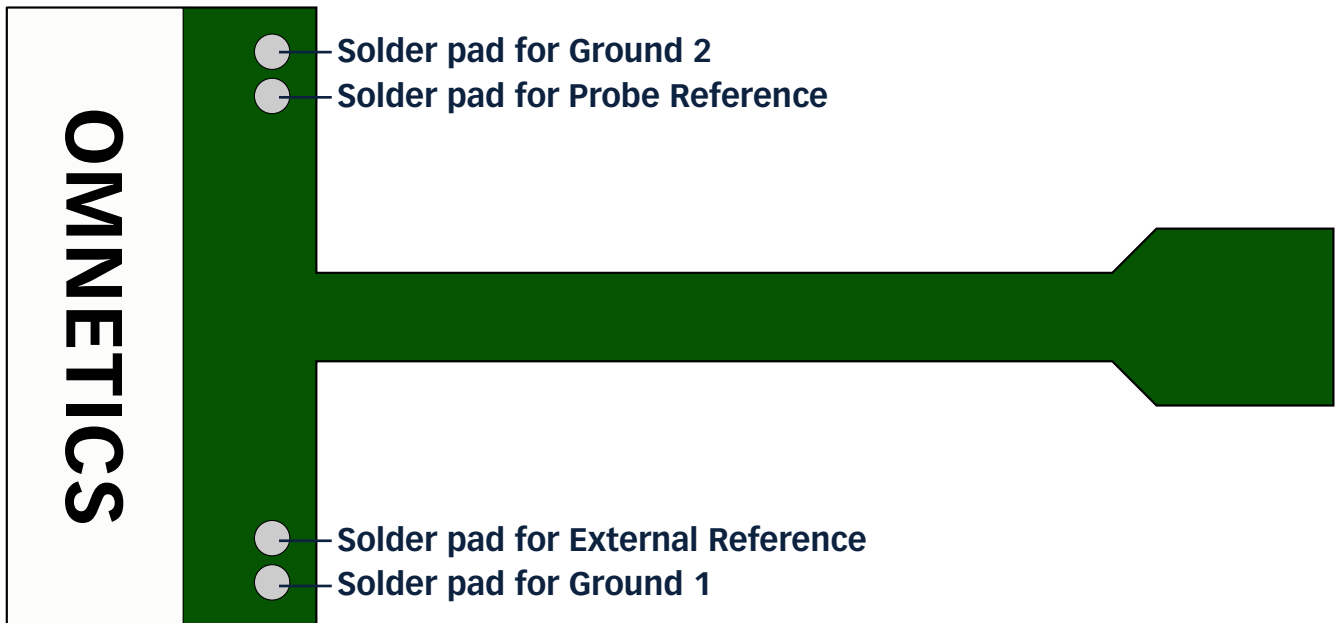 OMNETICS
Solder pad for Ground 2
Solder pad for Probe Reference
Solder pad for External Reference
Solder pad for Ground 1